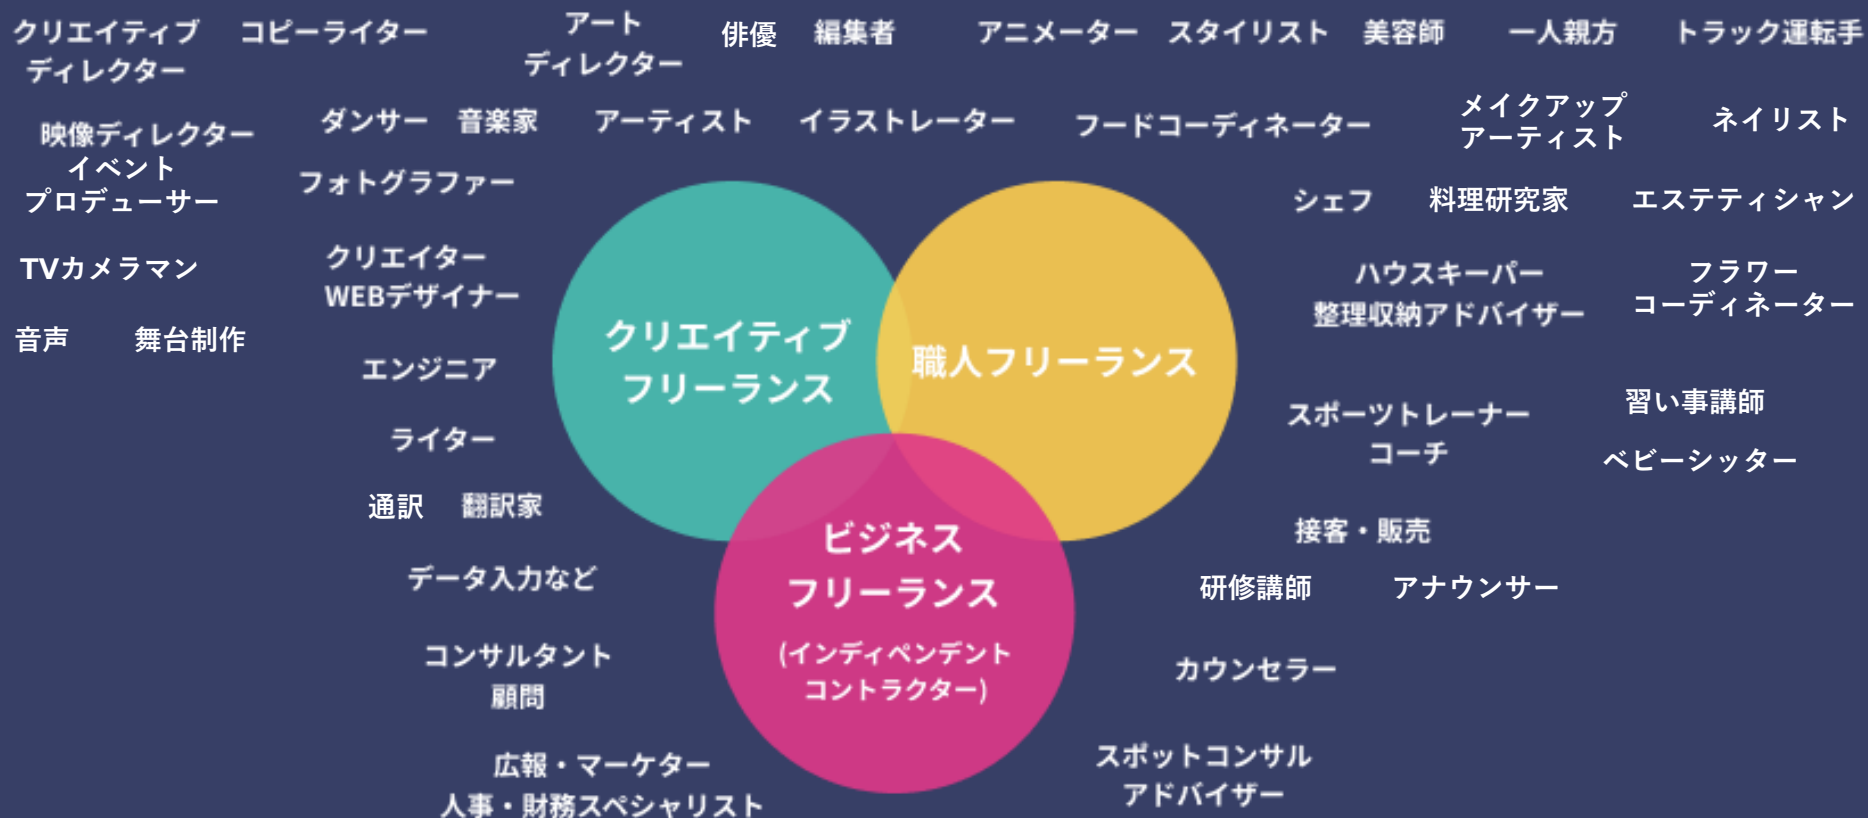 クリエイティブ
ディレクター
コピーライター
アート
ディレクター
俳優
編集者
アニメーター
スタイリスト
美容師
一人親方
トラック運転手
映像ディレクター
ダンサー
音楽家
アーティスト
イラストレーター
フードコーディネーター
メイクアップ
アーティスト
ネイリスト
イベント
プロデューサー
フォトグラファー
シェフ
料理研究家
エステティシャン
TVカメラマン
クリエイター
WEBデザイナー
ハウスキーパー
整理収納アドバイザー
フラワー
コーディネーター
音声
舞台制作
エンジニア
クリエイティブ
フリーランス
職人フリーランス
ライター
スポーツトレーナー
コーチ
習い事講師
ベビーシッター
通訳
翻訳家
接客・販売
データ入力など
ビジネス
フリーランス
(インディペンデント
コントラクター)
研修講師
アナウンサー
コンサルタント
顧問
カウンセラー
広報・マーケター
人事・財務スペシャリスト
スポットコンサル
アドバイザー